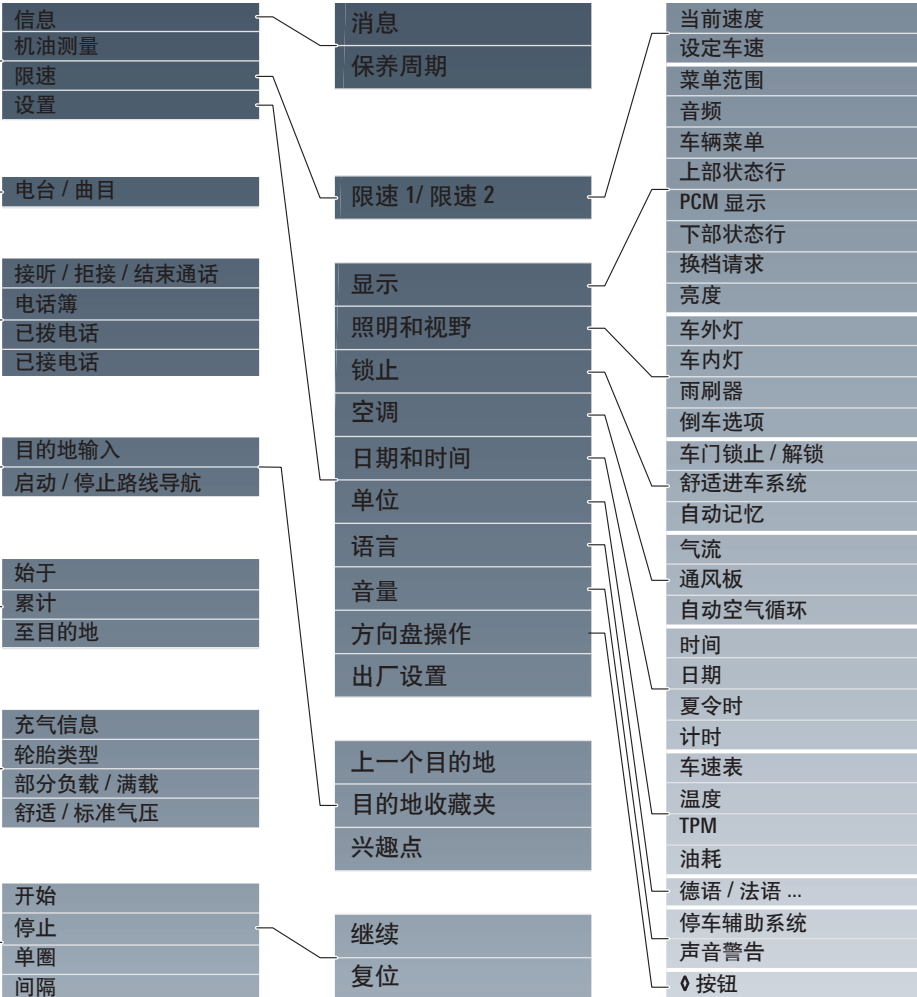 信息
机油测量
限速
设置
电台 / 曲目
接听 / 拒接 / 结束通话
电话簿
已拨电话
已接电话
目的地输入
启动 / 停止路线导航
始于
累计
至目的地
充气信息
轮胎类型
部分负载 / 满载
舒适 / 标准气压
开始
停止
单圈
间隔
消息
保养周期
限速 1/ 限速 2
显示
照明和视野
锁止
空调
日期和时间
单位
语言
音量
方向盘操作
出厂设置
上一个目的地
目的地收藏夹
兴趣点
继续
复位
当前速度
设定车速
菜单范围
音频
车辆菜单
上部状态行
PCM 显示
下部状态行
换档请求
亮度
车外灯
车内灯
雨刷器
倒车选项
车门锁止 / 解锁
舒适进车系统
自动记忆
气流
通风板
自动空气循环
时间
日期
夏令时
计时
车速表
温度
TPM
油耗
德语 / 法语 ...
停车辅助系统
声音警告
◊ 按钮